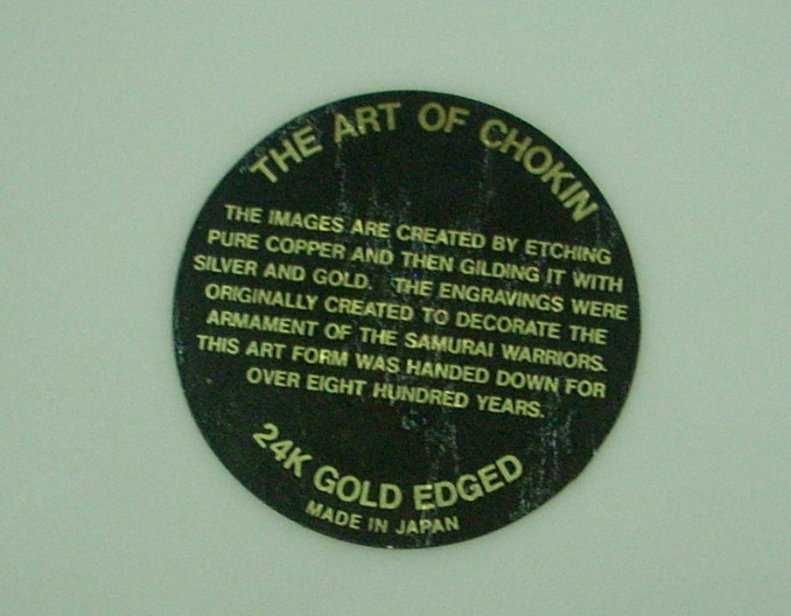 THE ART OF CHOKIN
THE IMAGES ARE CREATED BY ETCHING
PURE COPPER AND THEN GILDING IT WITH
SILVER AND GOLD. THE ENGRAVINGS WERE
ORIGINALLY CREATED TO DECORATE THE
ARMAMENT OF THE SAMURAI WARRIORS.
THIS ART FORM WAS HANDED DOWN FOR
OVER EIGHT HUNDRED YEARS.
24K GOLD EDGED
MADE IN JAPAN